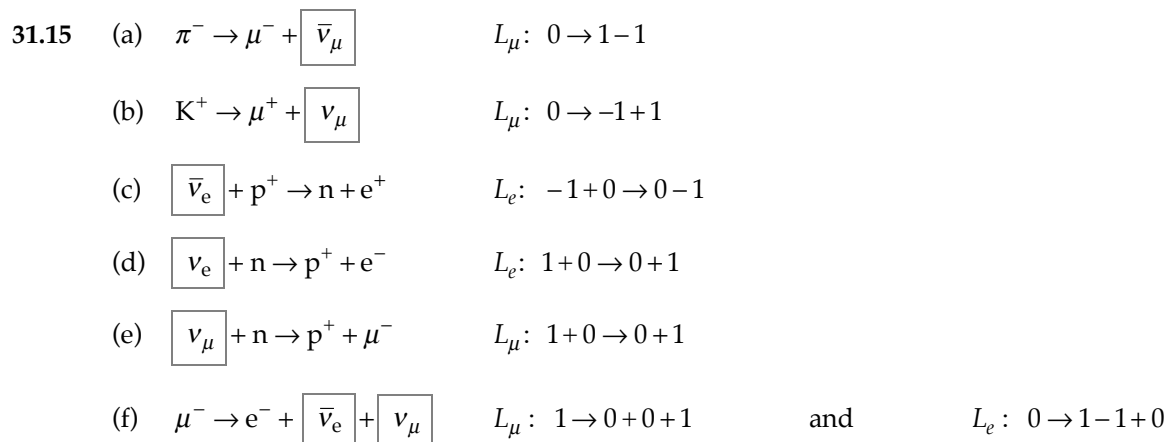 31.15 (a) π⁻ → μ⁻ + ν̄_μ L_μ: 0 → 1 − 1
(b) K⁺ → μ⁺ + ν_μ L_μ: 0 → −1 + 1
(c) ν̄_e + p⁺ → n + e⁺ L_e: −1 + 0 → 0 − 1
(d) ν_e + n → p⁺ + e⁻ L_e: 1 + 0 → 0 + 1
(e) ν_μ + n → p⁺ + μ⁻ L_μ: 1 + 0 → 0 + 1
(f) μ⁻ → e⁻ + ν̄_e + ν_μ L_μ: 1 → 0 + 0 + 1 and L_e: 0 → 1 − 1 + 0